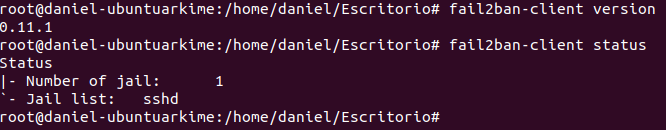 root@daniel-ubuntuarkime:/home/daniel/Escritorio# fail2ban-client version
0.11.1
root@daniel-ubuntuarkime:/home/daniel/Escritorio# fail2ban-client status
Status
|- Number of jail:      1
`- Jail list:   sshd
root@daniel-ubuntuarkime:/home/daniel/Escritorio#